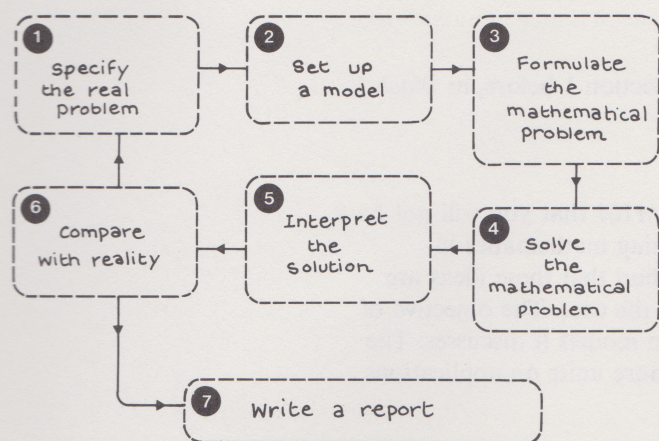 1
Specify
the real
problem
2
Set up
a model
3
Formulate
the
mathematical
problem
4
Solve
the
mathematical
problem
5
Interpret
the
solution
6
Compare
with reality
7
Write a report